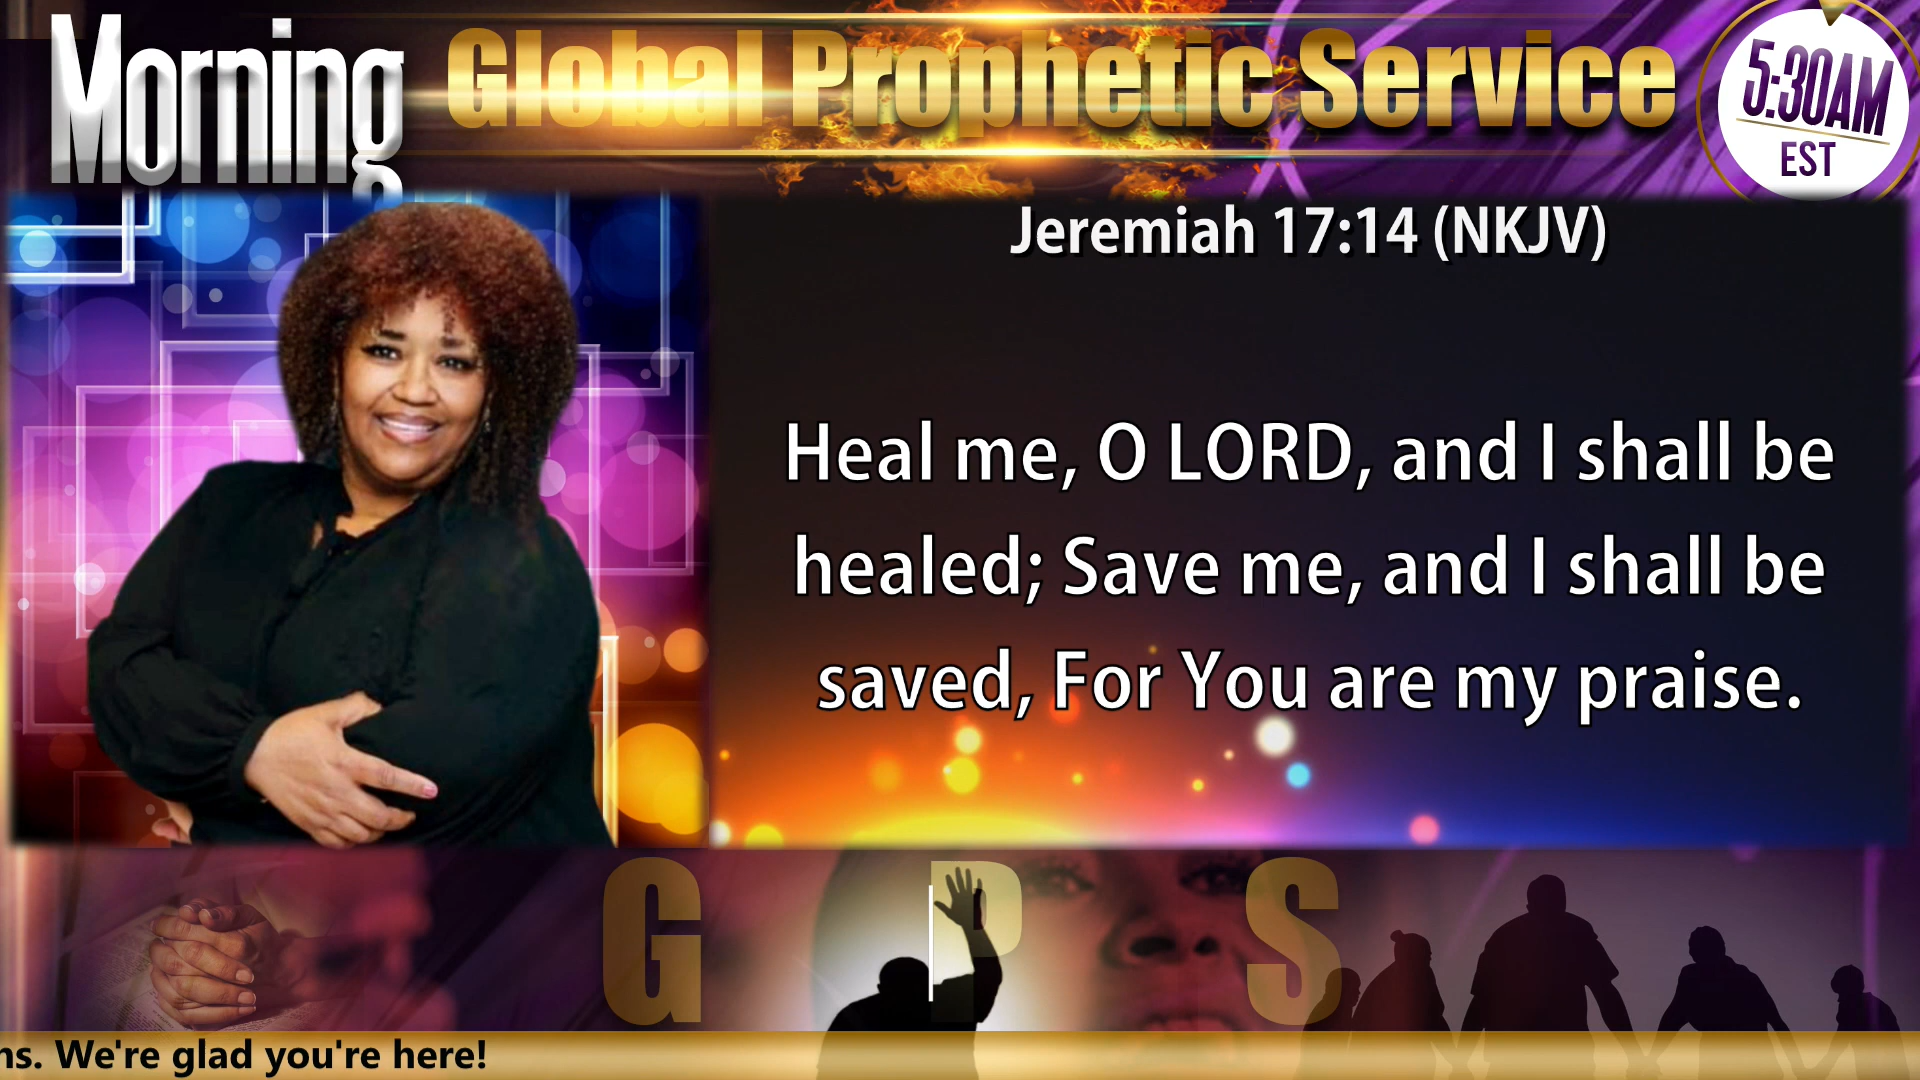 Morning
Global Prophetic Service
5:30AM
EST
Jeremiah 17:14 (NKJV)
Heal me, O LORD, and I shall be
healed; Save me, and I shall be
saved, For You are my praise.
G P S
We're glad you're here!